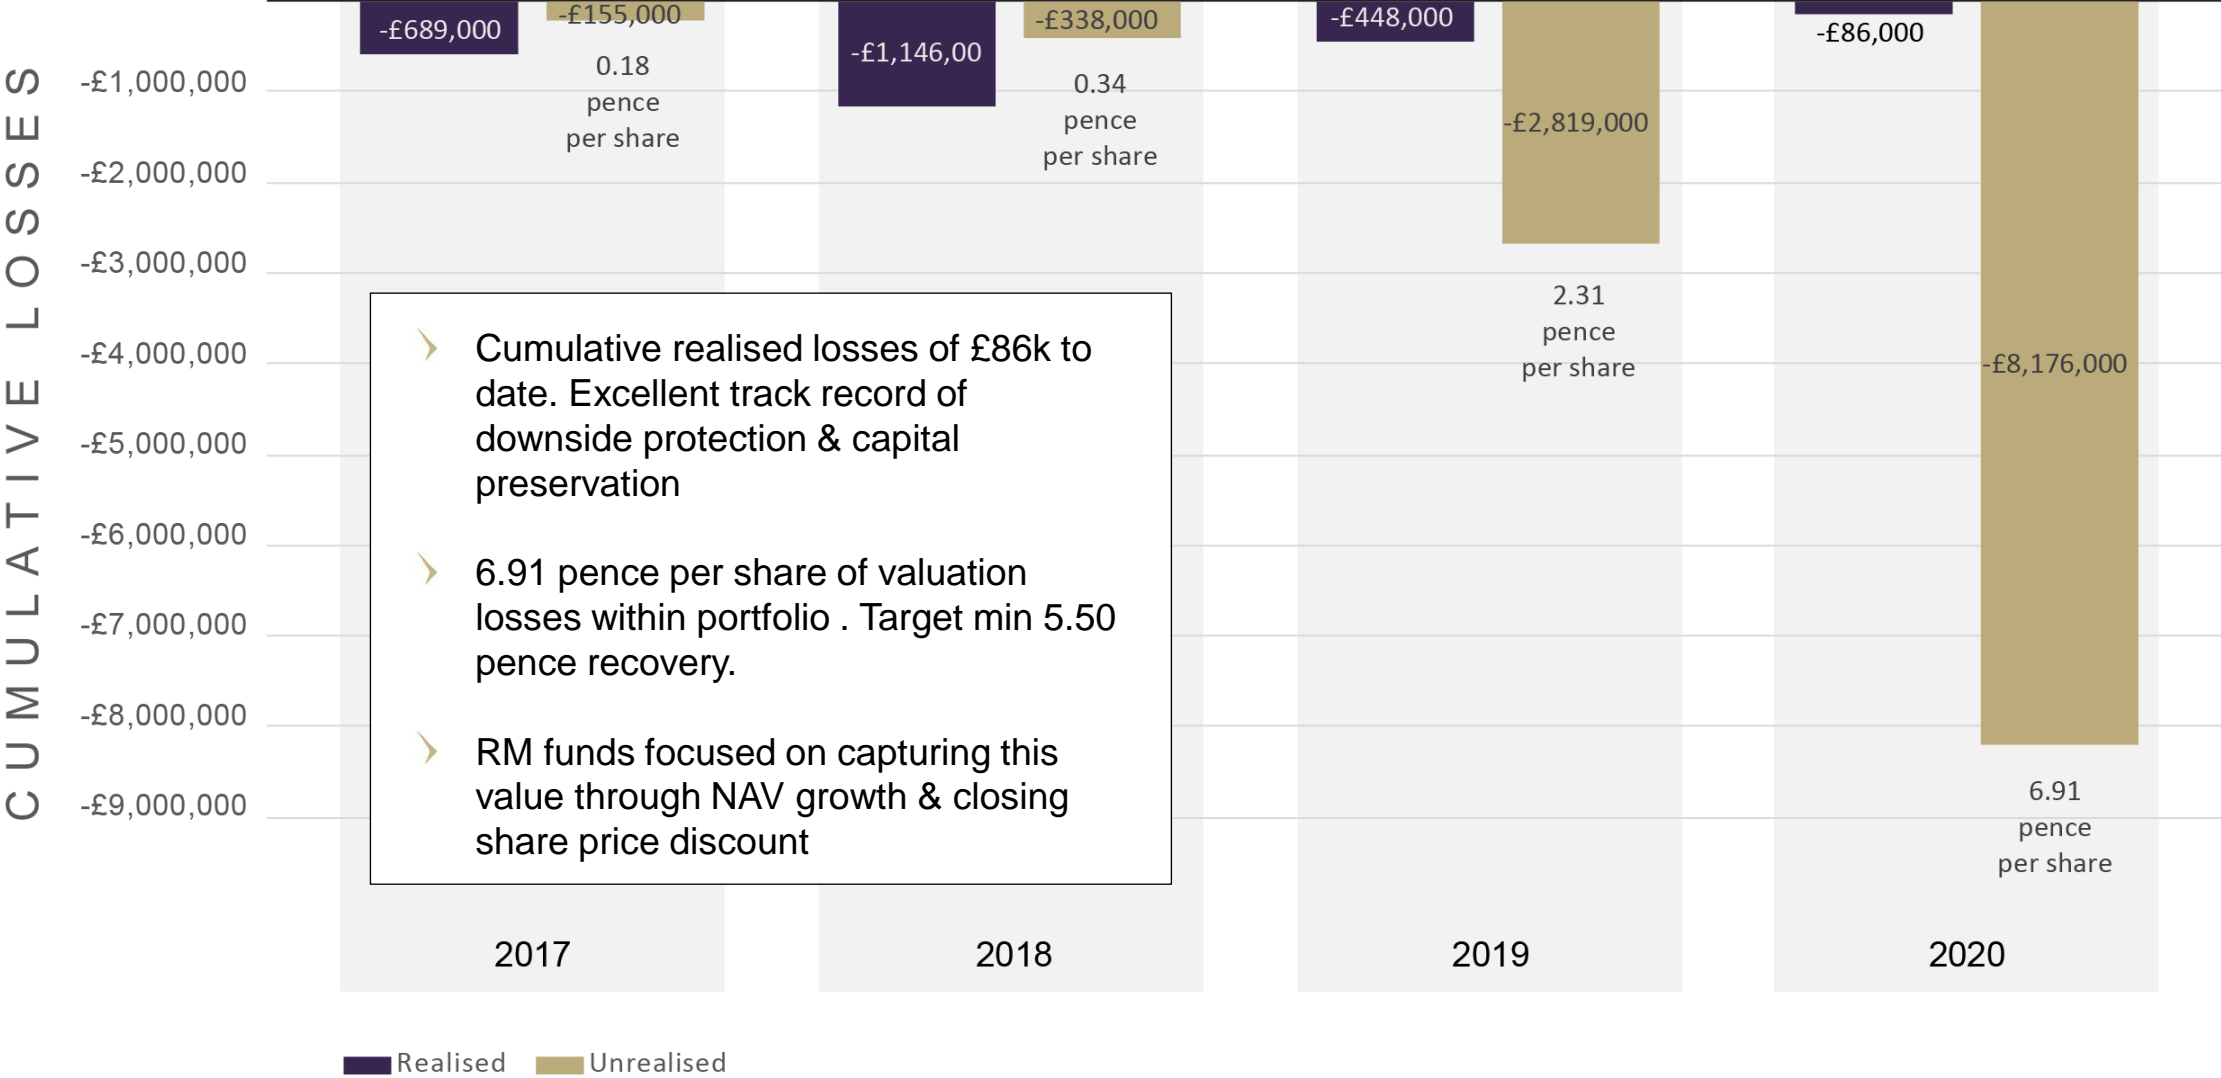 CUMULATIVE LOSSES
-£1,000,000
-£2,000,000
-£3,000,000
-£4,000,000
-£5,000,000
-£6,000,000
-£7,000,000
-£8,000,000
-£9,000,000
-£689,000
-£155,000
0.18
pence
per share
-£1,146,00
-£338,000
0.34
pence
per share
-£448,000
-£2,819,000
2.31
pence
per share
-£86,000
-£8,176,000
6.91
pence
per share
Cumulative realised losses of £86k to
date. Excellent track record of
downside protection & capital
preservation
6.91 pence per share of valuation
losses within portfolio . Target min 5.50
pence recovery.
RM funds focused on capturing this
value through NAV growth & closing
share price discount
2017
2018
2019
2020
Realised
Unrealised